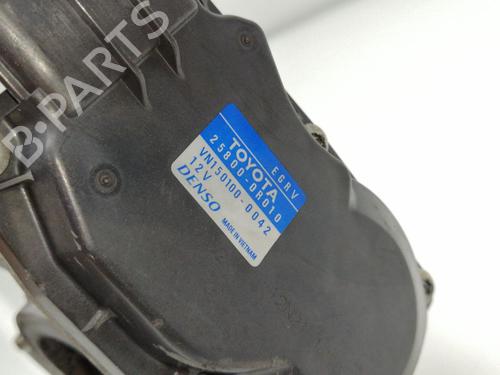 EGRV
TOYOTA
25800-0R010
VN150100-0042
12V
DENSO
MADE IN VIETNAM
B-PARTS